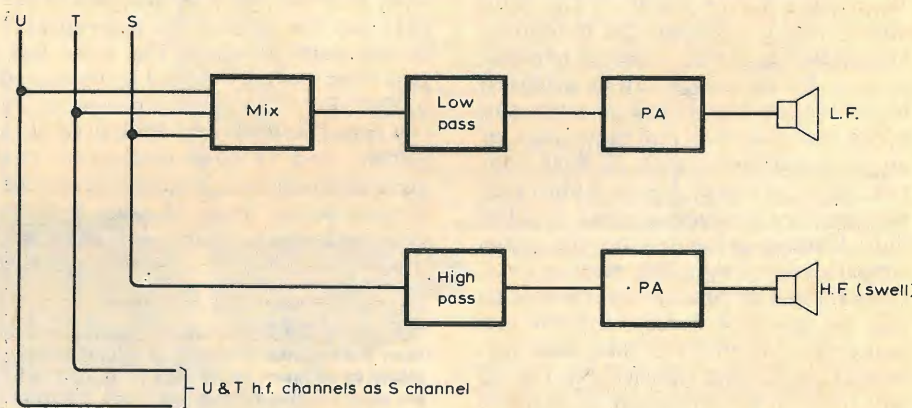 U T S
Mix
Low
pass
PA
L.F.
High
pass
PA
H.F. (swell)
U & T h.f. channels as S channel